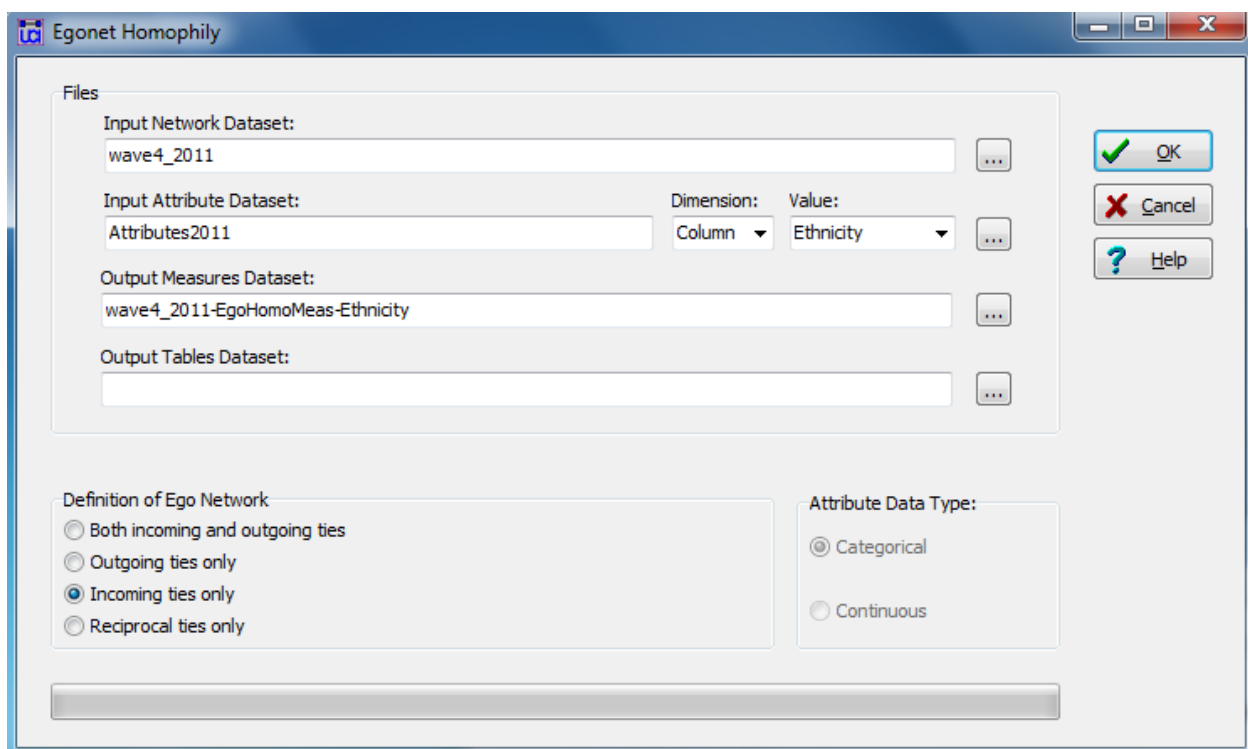 UCI Egonet Homophily
Files
Input Network Dataset:
wave4_2011
...
OK
Input Attribute Dataset: Dimension: Value:
Attributes2011 Column Ethnicity
...
Cancel
Output Measures Dataset:
wave4_2011-EgoHomoMeas-Ethnicity
...
? Help
Output Tables Dataset:
...
Definition of Ego Network
Both incoming and outgoing ties
Outgoing ties only
Incoming ties only
Reciprocal ties only
Attribute Data Type:
Categorical
Continuous